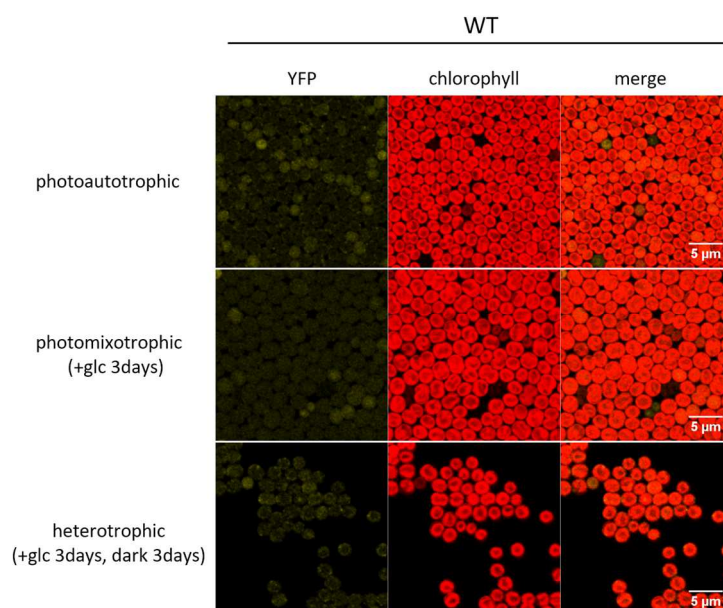 WT
YFP
chlorophyll
merge
photoautotrophic
5 µm
photomixotrophic
(+glc 3days)
5 µm
heterotrophic
(+glc 3days, dark 3days)
5 µm